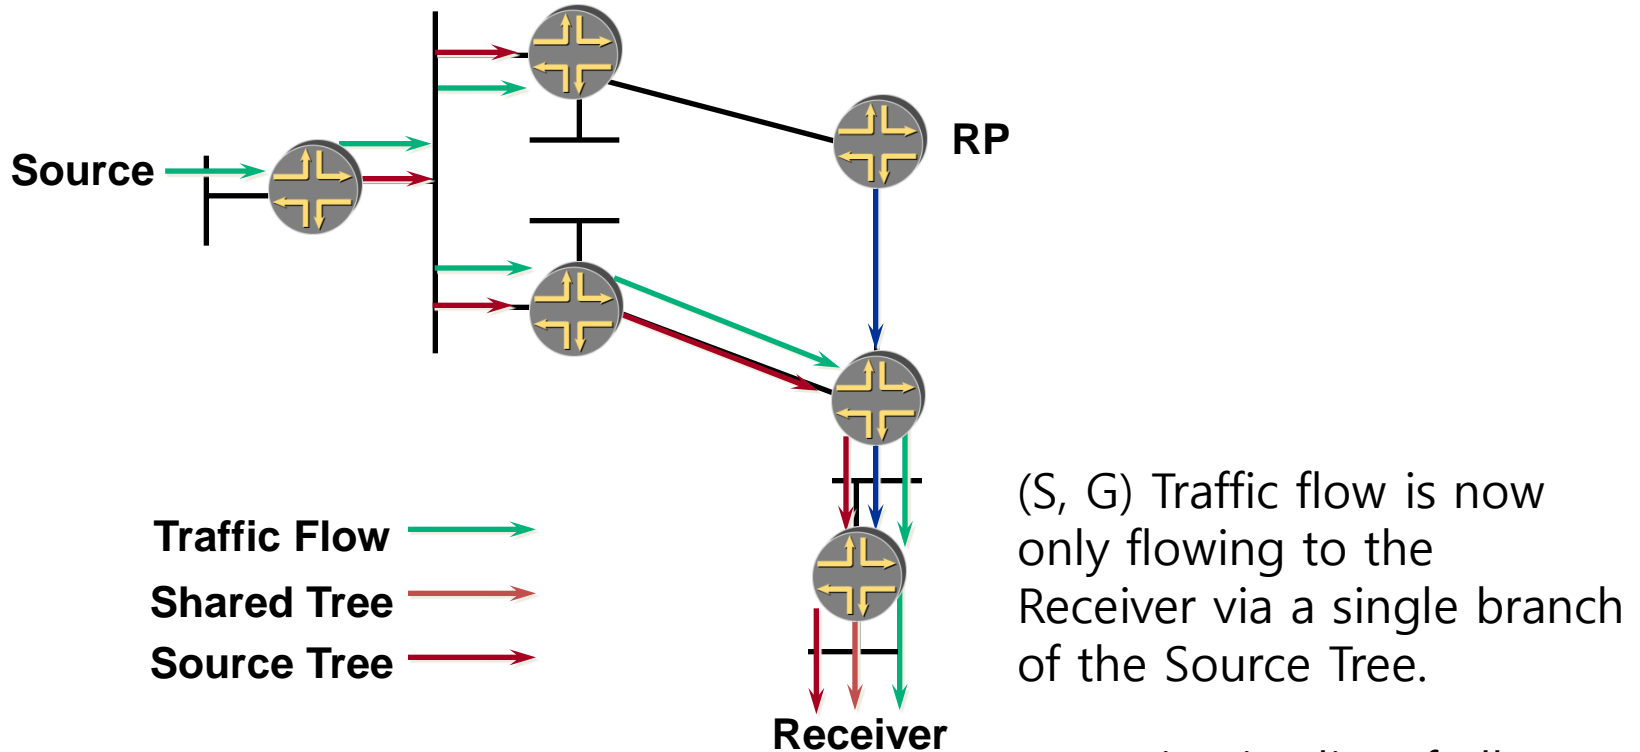 Source
RP
Traffic Flow
Shared Tree
Source Tree
Receiver
(S, G) Traffic flow is now
only flowing to the
Receiver via a single branch
of the Source Tree.